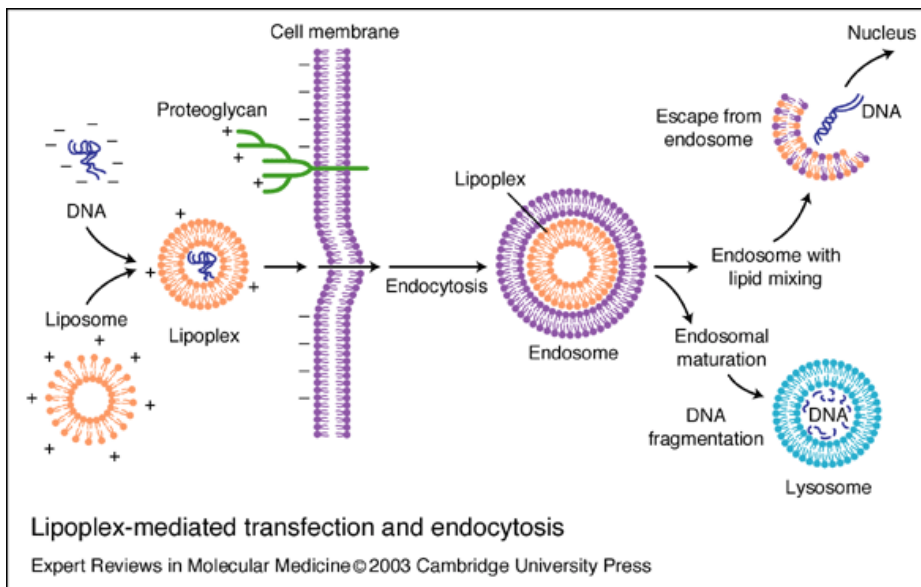 Cell membrane
Nucleus
Proteoglycan
DNA
Escape from
endosome
Lipoplex
DNA
Endocytosis
Endosome with
lipid mixing
Liposome
Lipoplex
Endosome
Endosomal
maturation
DNA
fragmentation
DNA
Lysosome
Lipoplex-mediated transfection and endocytosis
Expert Reviews in Molecular Medicine©2003 Cambridge University Press